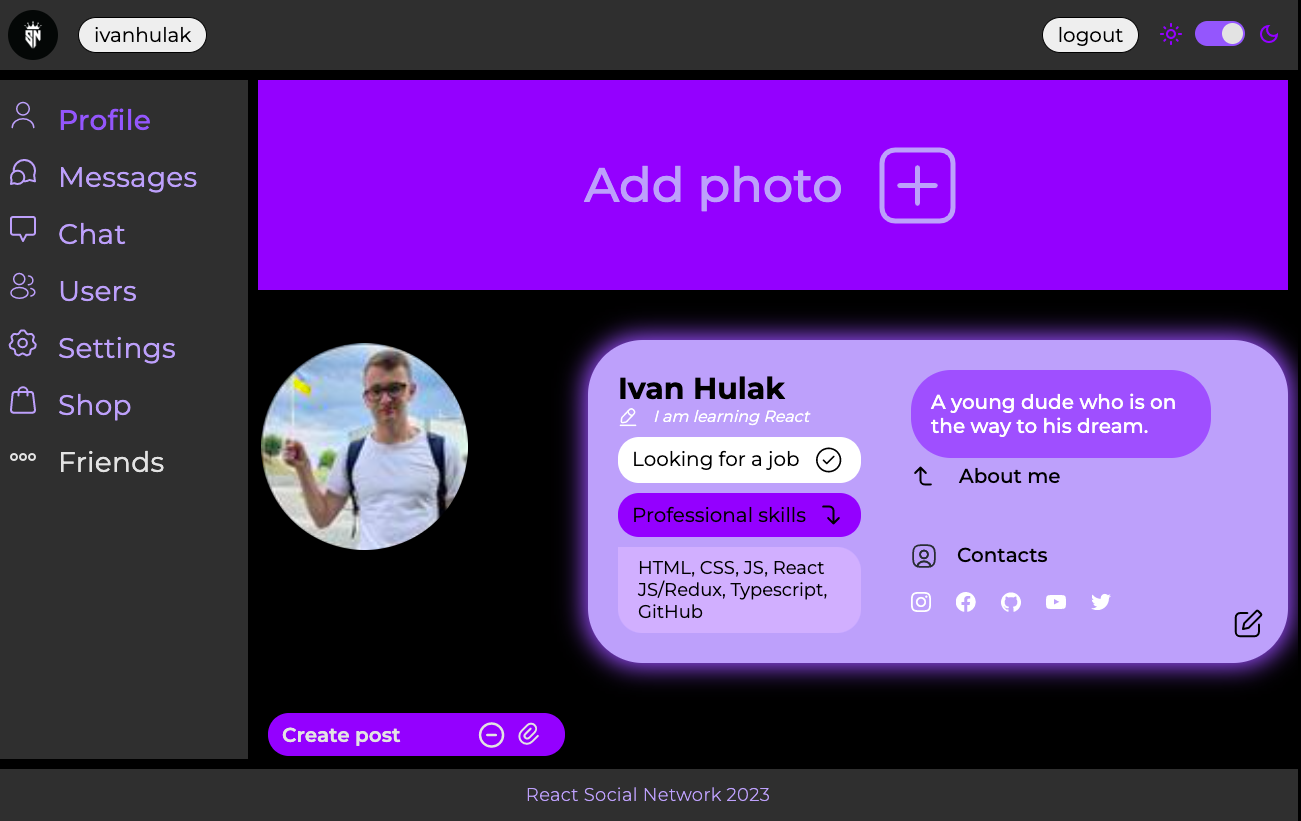 ivanhulak
logout
Profile
Messages
Chat
Users
Settings
Shop
Friends
Add photo
Ivan Hulak
I am learning React
Looking for a job
Professional skills
HTML, CSS, JS, React
JS/Redux, Typescript,
GitHub
A young dude who is on
the way to his dream.
About me
Contacts
Create post
React Social Network 2023